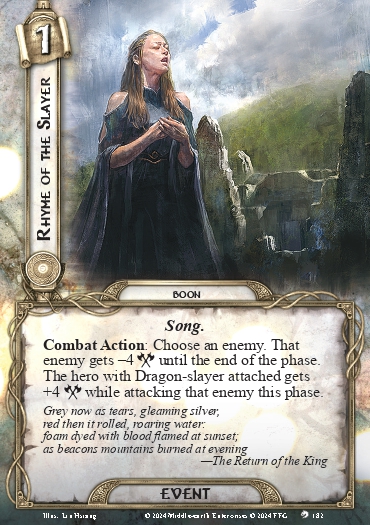 1
RHYME OF THE SLAYER
BOON
Song.
Combat Action: Choose an enemy. That
enemy gets –4 until the end of the phase.
The hero with Dragon-slayer attached gets
+4 while attacking that enemy this phase.
Grey now as tears, gleaming silver,
red then it rolled, roaring water:
foam dyed with blood flamed at sunset;
as beacons mountains burned at evening
—The Return of the King
EVENT
Illus. Lin Hsiang
© 2024 Middle-earth Enterprises © 2024 FFG
182